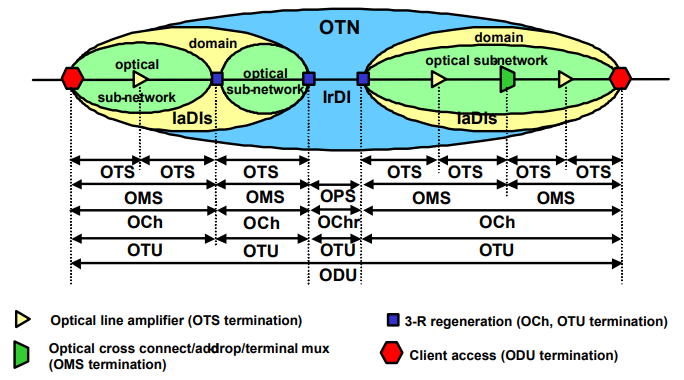 OTN
domain
domain
optical
sub-network
optical
sub-network
optical subnetwork
IaDIs
IrDI
IaDIs
OTS OTS OTS OTS OTS OTS OTS
OMS OMS OPS OMS OMS
OCh OCh OChr OCh
OTU OTU OTU OTU
ODU
Optical line amplifier (OTS termination)
3-R regeneration (OCh, OTU termination)
Optical cross connect/add-drop/terminal mux
(OMS termination)
Client access (ODU termination)